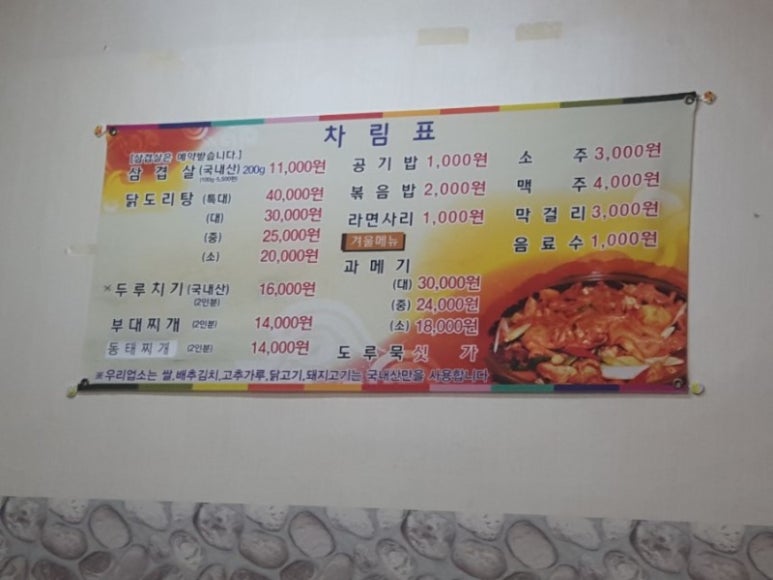 차림표
[삼겹살은 예약받습니다.]
삼겹살(국내산) 200g 11,000원
(100g-5,500원)
닭도리탕 (특대) 40,000원
(대) 30,000원
(중) 25,000원
(소) 20,000원
※두루치기(국내산) 16,000원
(2인분)
부대찌개 (2인분) 14,000원
동태찌개 (2인분) 14,000원
공기밥 1,000원
볶음밥 2,000원
라면사리 1,000원
겨울메뉴
과메기
(대) 30,000원
(중) 24,000원
(소) 18,000원
도루묵 싯가
소주 3,000원
맥주 4,000원
막걸리 3,000원
음료수 1,000원
※우리업소는 쌀,배추김치,고추가루,닭고기,돼지고기는 국내산만을 사용합니다